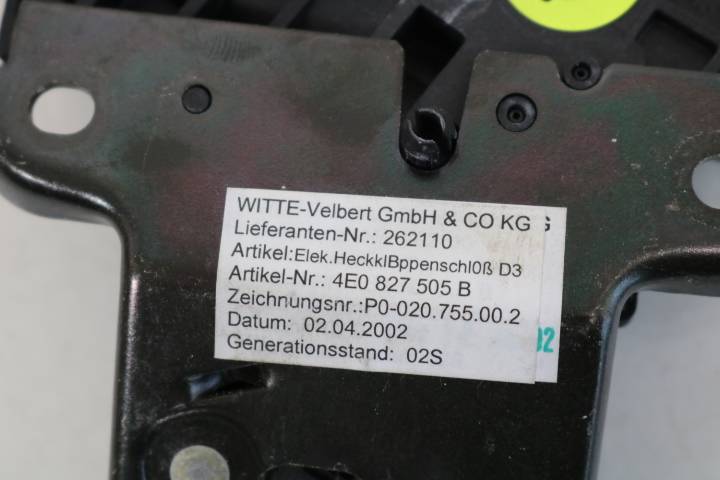 WITTE-Velbert GmbH & CO KG G
Lieferanten-Nr.: 262110
Artikel:Elek.HeckklBppenschl0ß D3
Artikel-Nr.: 4E0 827 505 B
Zeichnungsnr.:P0-020.755.00.2
Datum: 02.04.2002
32
Generationsstand: 02S